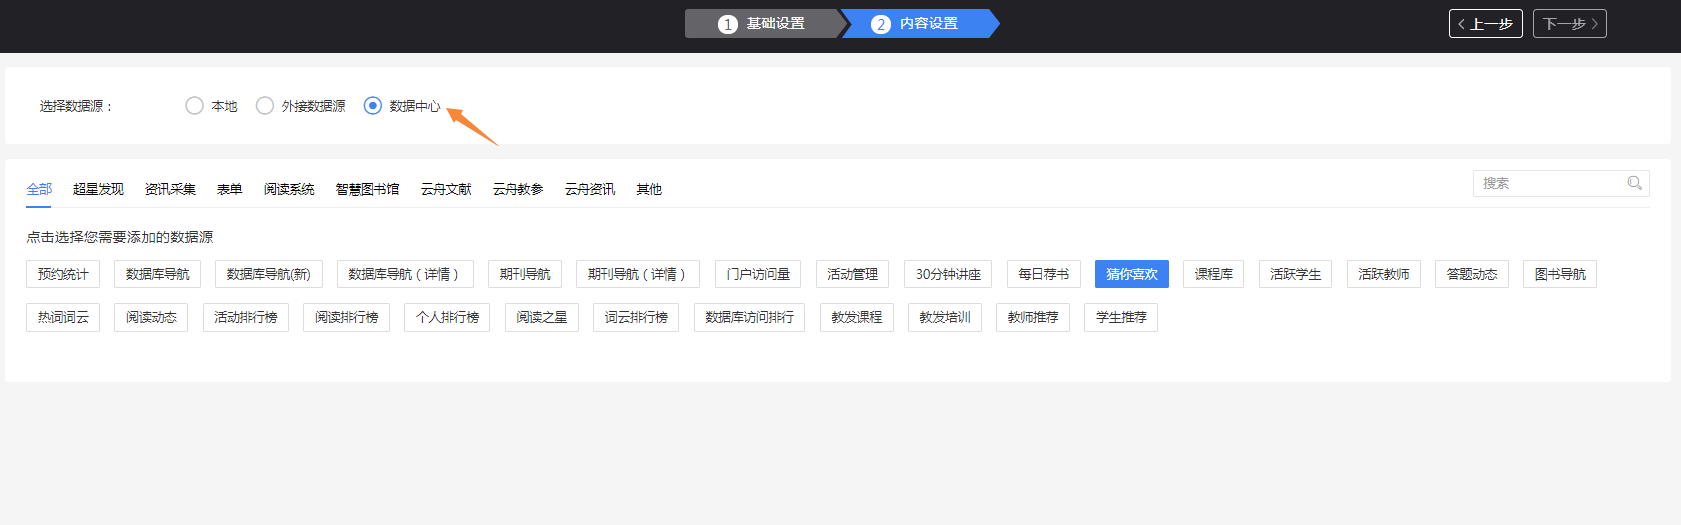 1 基础设置 2 内容设置 上一步 下一步
选择数据源： 本地 外接数据源 数据中心
全部 超星发现 资讯采集 表单 阅读系统 智慧图书馆 云舟文献 云舟教参 云舟资讯 其他 搜索
点击选择您需要添加的数据源
预约统计 数据库导航 数据库导航(新) 数据库导航（详情） 期刊导航 期刊导航（详情） 门户访问量 活动管理 30分钟讲座 每日荐书 猜你喜欢 课程库 活跃学生 活跃教师 答题动态 图书导航
热词词云 阅读动态 活动排行榜 阅读排行榜 个人排行榜 阅读之星 词云排行榜 数据库访问排行 教发课程 教发培训 教师推荐 学生推荐